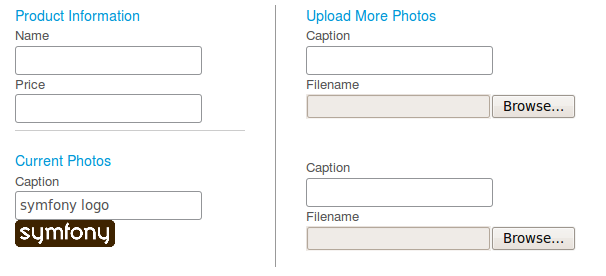 Product Information
Name
Price
Current Photos
Caption
symfony logo
symfony
Upload More Photos
Caption
Filename
Browse...
Caption
Filename
Browse...